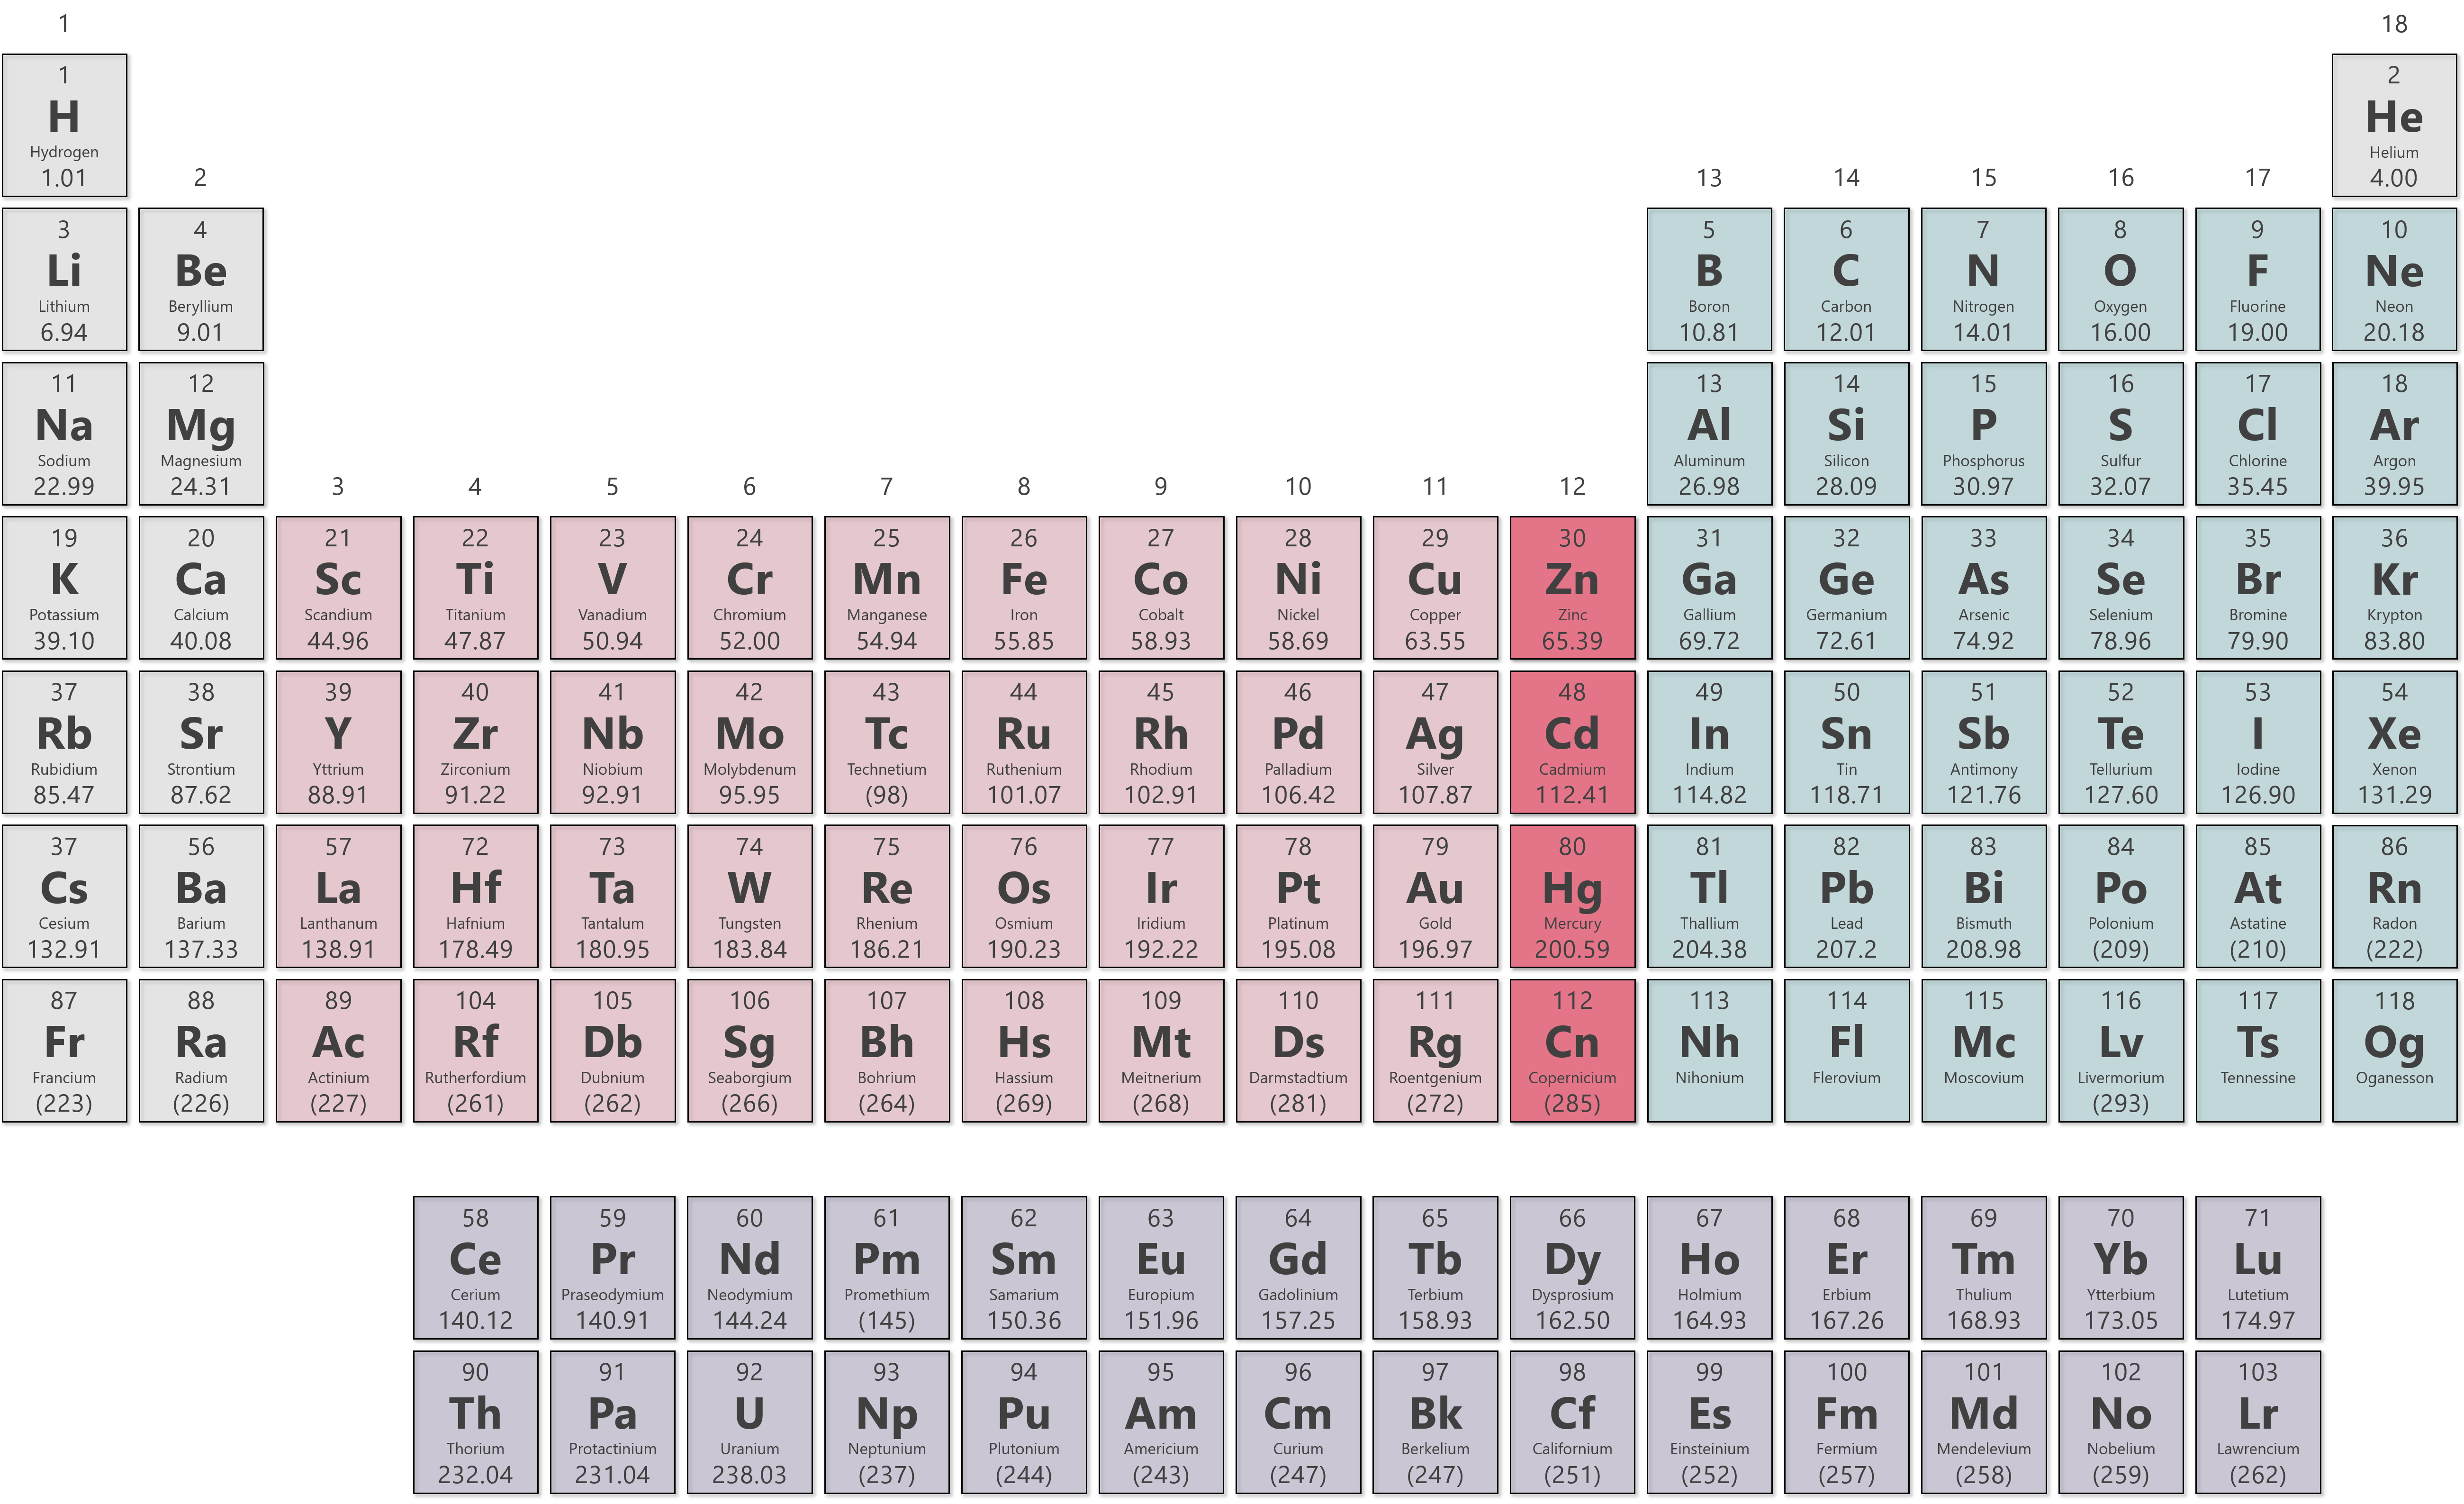 1 18
1 2
H He
Hydrogen Helium
1.01 2 13 14 15 16 17 4.00
3 4 5 6 7 8 9 10
Li Be B C N O F Ne
Lithium Beryllium Boron Carbon Nitrogen Oxygen Fluorine Neon
6.94 9.01 10.81 12.01 14.01 16.00 19.00 20.18
11 12 13 14 15 16 17 18
Na Mg Al Si P S Cl Ar
Sodium Magnesium Aluminum Silicon Phosphorus Sulfur Chlorine Argon
22.99 24.31 3 4 5 6 7 8 9 10 11 12 26.98 28.09 30.97 32.07 35.45 39.95
19 20 21 22 23 24 25 26 27 28 29 30 31 32 33 34 35 36
K Ca Sc Ti V Cr Mn Fe Co Ni Cu Zn Ga Ge As Se Br Kr
Potassium Calcium Scandium Titanium Vanadium Chromium Manganese Iron Cobalt Nickel Copper Zinc Gallium Germanium Arsenic Selenium Bromine Krypton
39.10 40.08 44.96 47.87 50.94 52.00 54.94 55.85 58.93 58.69 63.55 65.39 69.72 72.61 74.92 78.96 79.90 83.80
37 38 39 40 41 42 43 44 45 46 47 48 49 50 51 52 53 54
Rb Sr Y Zr Nb Mo Tc Ru Rh Pd Ag Cd In Sn Sb Te I Xe
Rubidium Strontium Yttrium Zirconium Niobium Molybdenum Technetium Ruthenium Rhodium Palladium Silver Cadmium Indium Tin Antimony Tellurium Iodine Xenon
85.47 87.62 88.91 91.22 92.91 95.95 (98) 101.07 102.91 106.42 107.87 112.41 114.82 118.71 121.76 127.60 126.90 131.29
37 56 57 72 73 74 75 76 77 78 79 80 81 82 83 84 85 86
Cs Ba La Hf Ta W Re Os Ir Pt Au Hg Tl Pb Bi Po At Rn
Cesium Barium Lanthanum Hafnium Tantalum Tungsten Rhenium Osmium Iridium Platinum Gold Mercury Thallium Lead Bismuth Polonium Astatine Radon
132.91 137.33 138.91 178.49 180.95 183.84 186.21 190.23 192.22 195.08 196.97 200.59 204.38 207.2 208.98 (209) (210) (222)
87 88 89 104 105 106 107 108 109 110 111 112 113 114 115 116 117 118
Fr Ra Ac Rf Db Sg Bh Hs Mt Ds Rg Cn Nh Fl Mc Lv Ts Og
Francium Radium Actinium Rutherfordium Dubnium Seaborgium Bohrium Hassium Meitnerium Darmstadtium Roentgenium Copernicium Nihonium Flerovium Moscovium Livermorium Tennessine Oganesson
(223) (226) (227) (261) (262) (266) (264) (269) (268) (281) (272) (285) (293)
58 59 60 61 62 63 64 65 66 67 68 69 70 71
Ce Pr Nd Pm Sm Eu Gd Tb Dy Ho Er Tm Yb Lu
Cerium Praseodymium Neodymium Promethium Samarium Europium Gadolinium Terbium Dysprosium Holmium Erbium Thulium Ytterbium Lutetium
140.12 140.91 144.24 (145) 150.36 151.96 157.25 158.93 162.50 164.93 167.26 168.93 173.05 174.97
90 91 92 93 94 95 96 97 98 99 100 101 102 103
Th Pa U Np Pu Am Cm Bk Cf Es Fm Md No Lr
Thorium Protactinium Uranium Neptunium Plutonium Americium Curium Berkelium Californium Einsteinium Fermium Mendelevium Nobelium Lawrencium
232.04 231.04 238.03 (237) (244) (243) (247) (247) (251) (252) (257) (258) (259) (262)